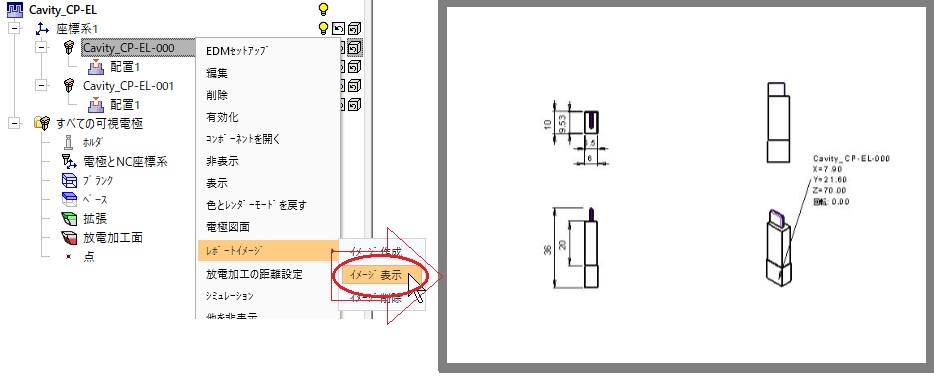 Cavity_CP-EL
座標系1
Cavity_CP-EL-000
配置1
Cavity_CP-EL-001
配置1
すべての可視電極
ﾎﾙﾀﾞ
電極とNC座標系
ﾌﾞﾗﾝｸ
ﾍﾞｰｽ
拡張
放電加工面
点
EDMｾｯﾄｱｯﾌﾟ
編集
削除
有効化
ｺﾝﾎﾟｰﾈﾝﾄを開く
非表示
表示
色とﾚﾝﾀﾞｰﾓｰﾄﾞを戻す
電極図面
ﾚﾎﾟｰﾄｲﾒｰｼﾞ
放電加工の距離設定
ｼﾐｭﾚｰｼｮﾝ
他を非表示
ｲﾒｰｼﾞ作成
ｲﾒｰｼﾞ表示
ｲﾒｰｼﾞ削除
10
9.53
6
36
20
Cavity_CP-EL-000
X=7.90
Y=21.60
Z=70.00
回転: 0.00